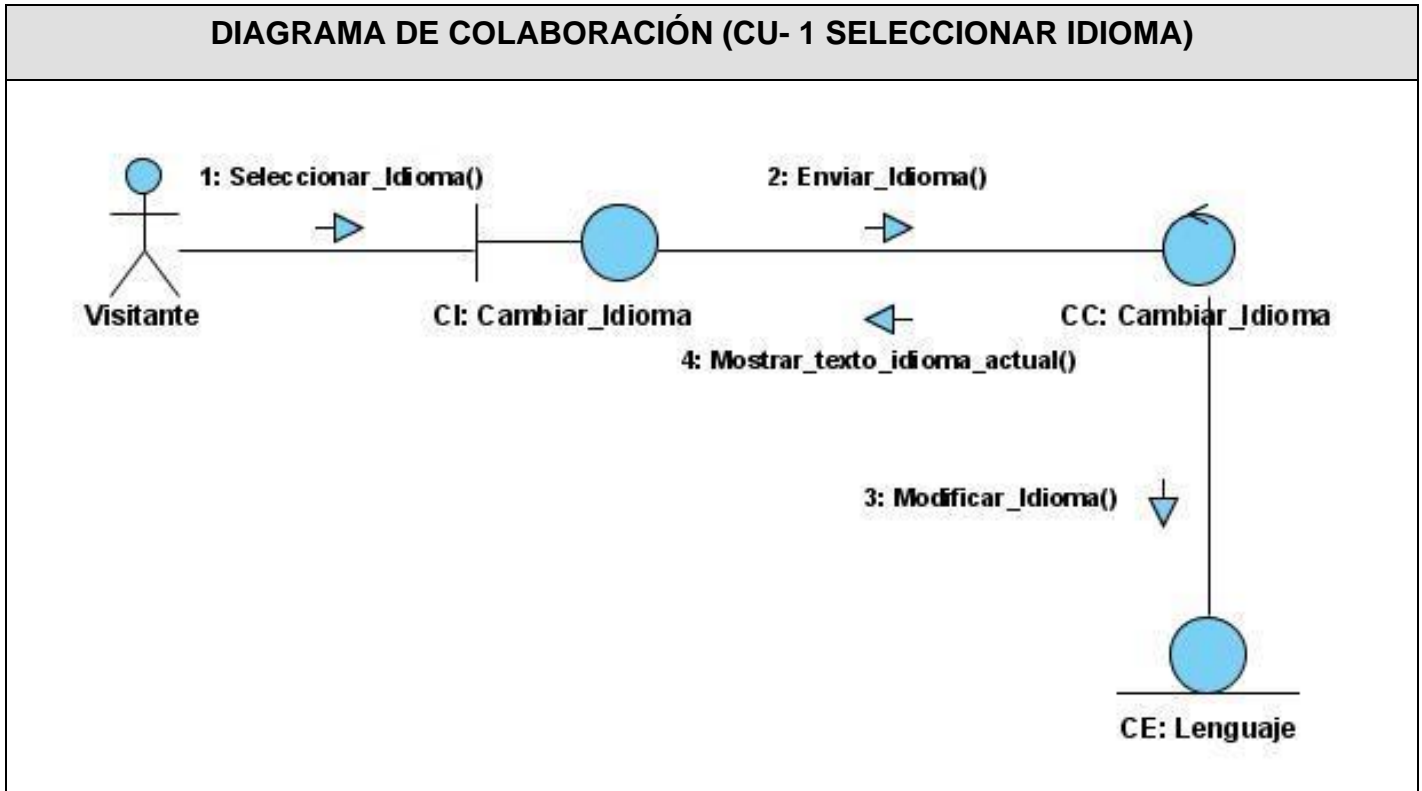 DIAGRAMA DE COLABORACIÓN (CU- 1 SELECCIONAR IDIOMA)
1: Seleccionar_Idioma()
2: Enviar_Idioma()
Visitante
CI: Cambiar_Idioma
CC: Cambiar_Idioma
4: Mostrar_texto_idioma_actual()
3: Modificar_Idioma()
CE: Lenguaje